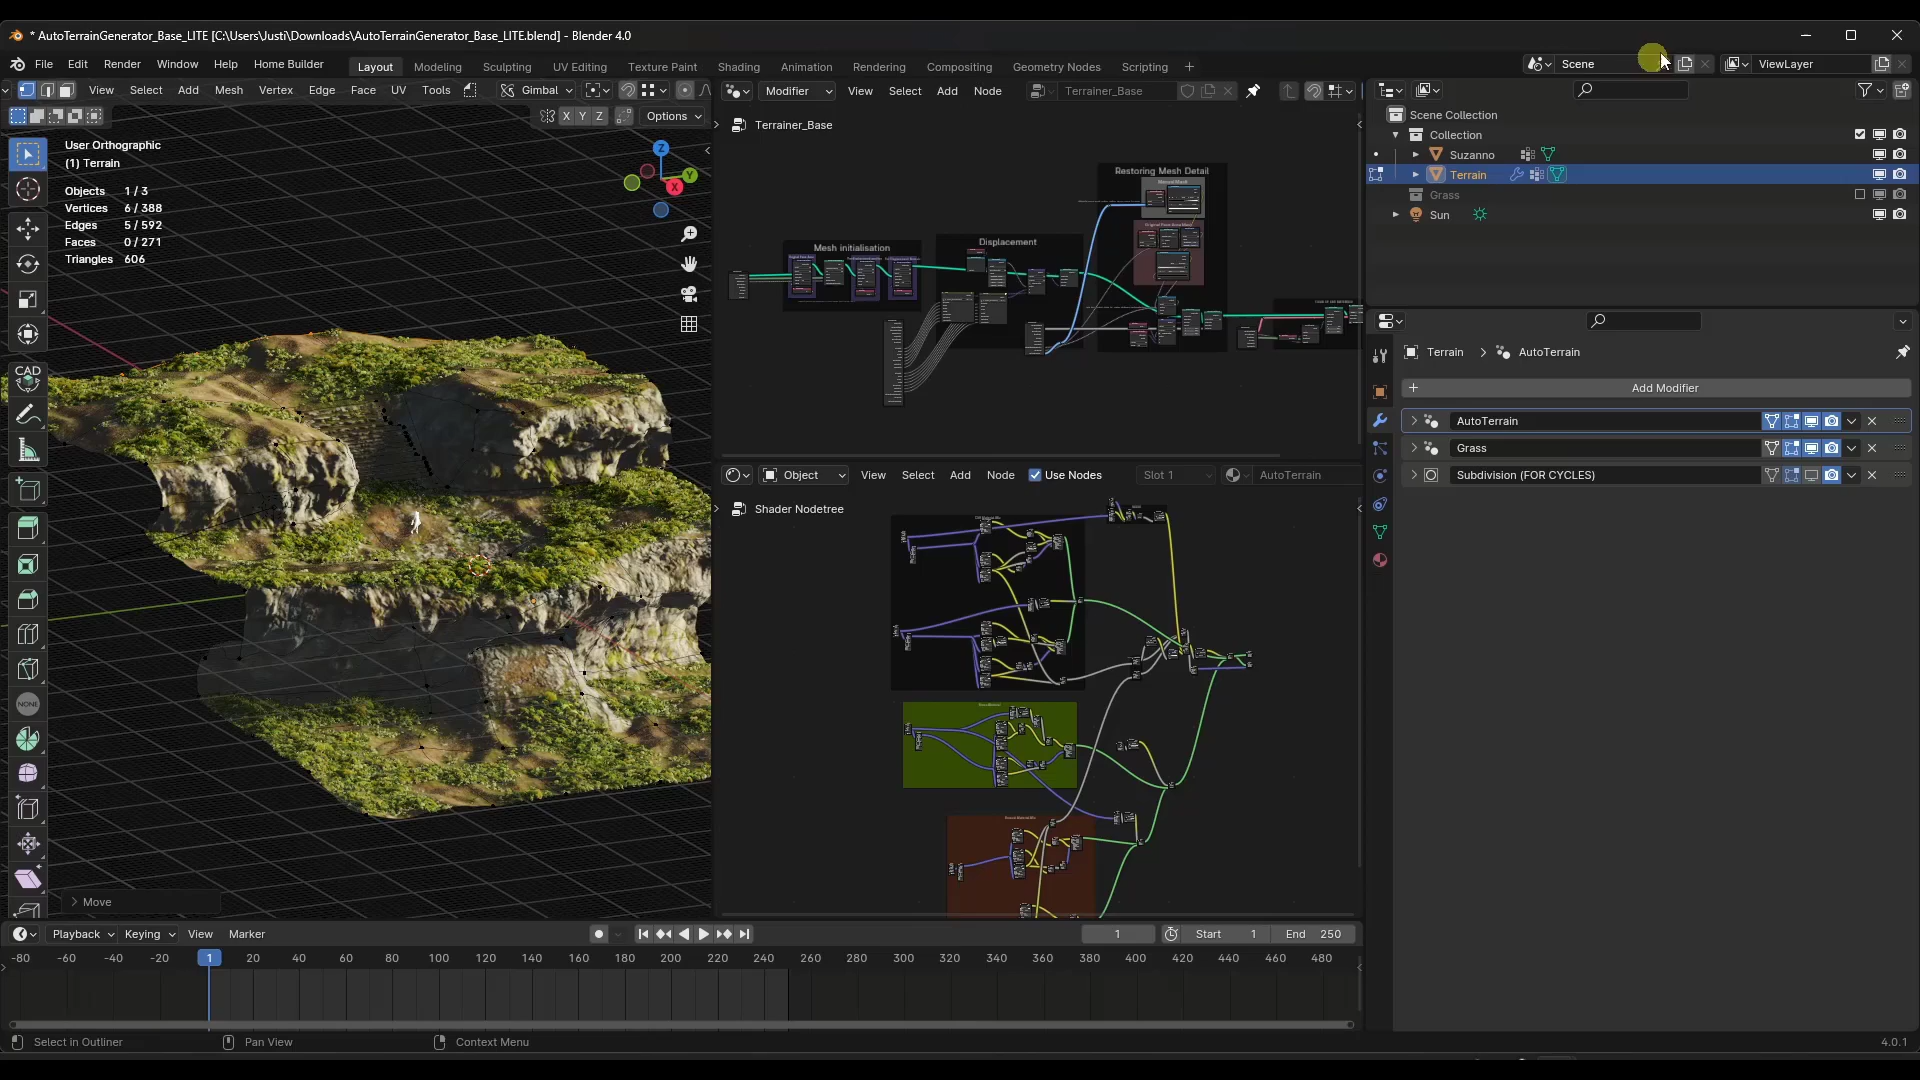 * AutoTerrainGenerator_Base_LITE [C:\Users\Justi\Downloads\AutoTerrainGenerator_Base_LITE.blend] - Blender 4.0
File Edit Render Window Help Home Builder Layout Modeling Sculpting UV Editing Texture Paint Shading Animation Rendering Compositing Geometry Nodes Scripting +
Scene
ViewLayer
View Select Add Mesh Vertex Edge Face UV Tools Gimbal
X Y Z Options
User Orthographic
(1) Terrain
Objects 1 / 3
Vertices 6 / 388
Edges 5 / 592
Faces 0 / 271
Triangles 606
Z
Y
X
CAD
NONE
Move
Modifier View Select Add Node Terrainer_Base
Terrainer_Base
Restoring Mesh Detail
Mesh initialisation
Displacement
Object View Select Add Node Use Nodes Slot 1 AutoTerrain
Shader Nodetree
Scene Collection
Collection
Suzanno
Terrain
Grass
Sun
Terrain > AutoTerrain
+ Add Modifier
AutoTerrain
Grass
Subdivision (FOR CYCLES)
Playback Keying View Marker
1 Start 1 End 250
-80 -60 -40 -20 1 20 40 60 80 100 120 140 160 180 200 220 240 260 280 300 320 340 360 380 400 420 440 460 480
Select in Outliner Pan View Context Menu
4.0.1